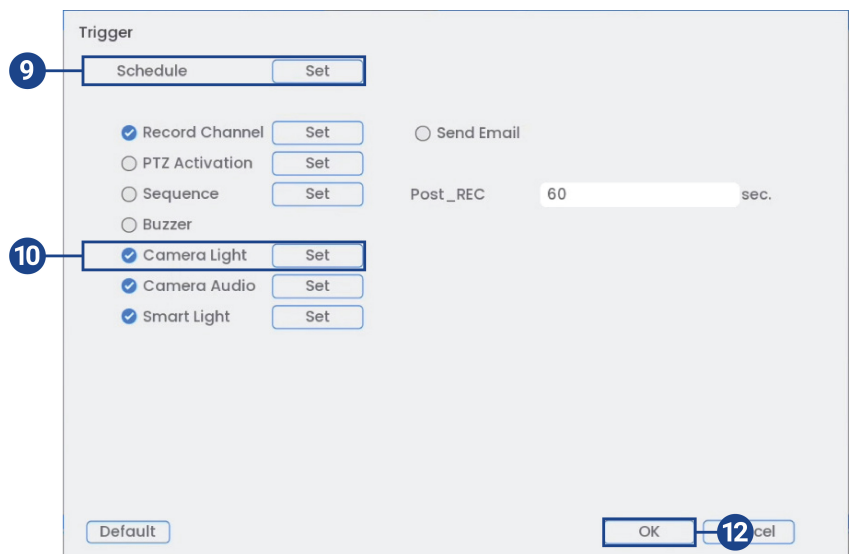 Trigger
9 Schedule Set
Record Channel Set Send Email
PTZ Activation Set
Sequence Set Post_REC 60 sec.
Buzzer
10 Camera Light Set
Camera Audio Set
Smart Light Set
Default OK 12 cel